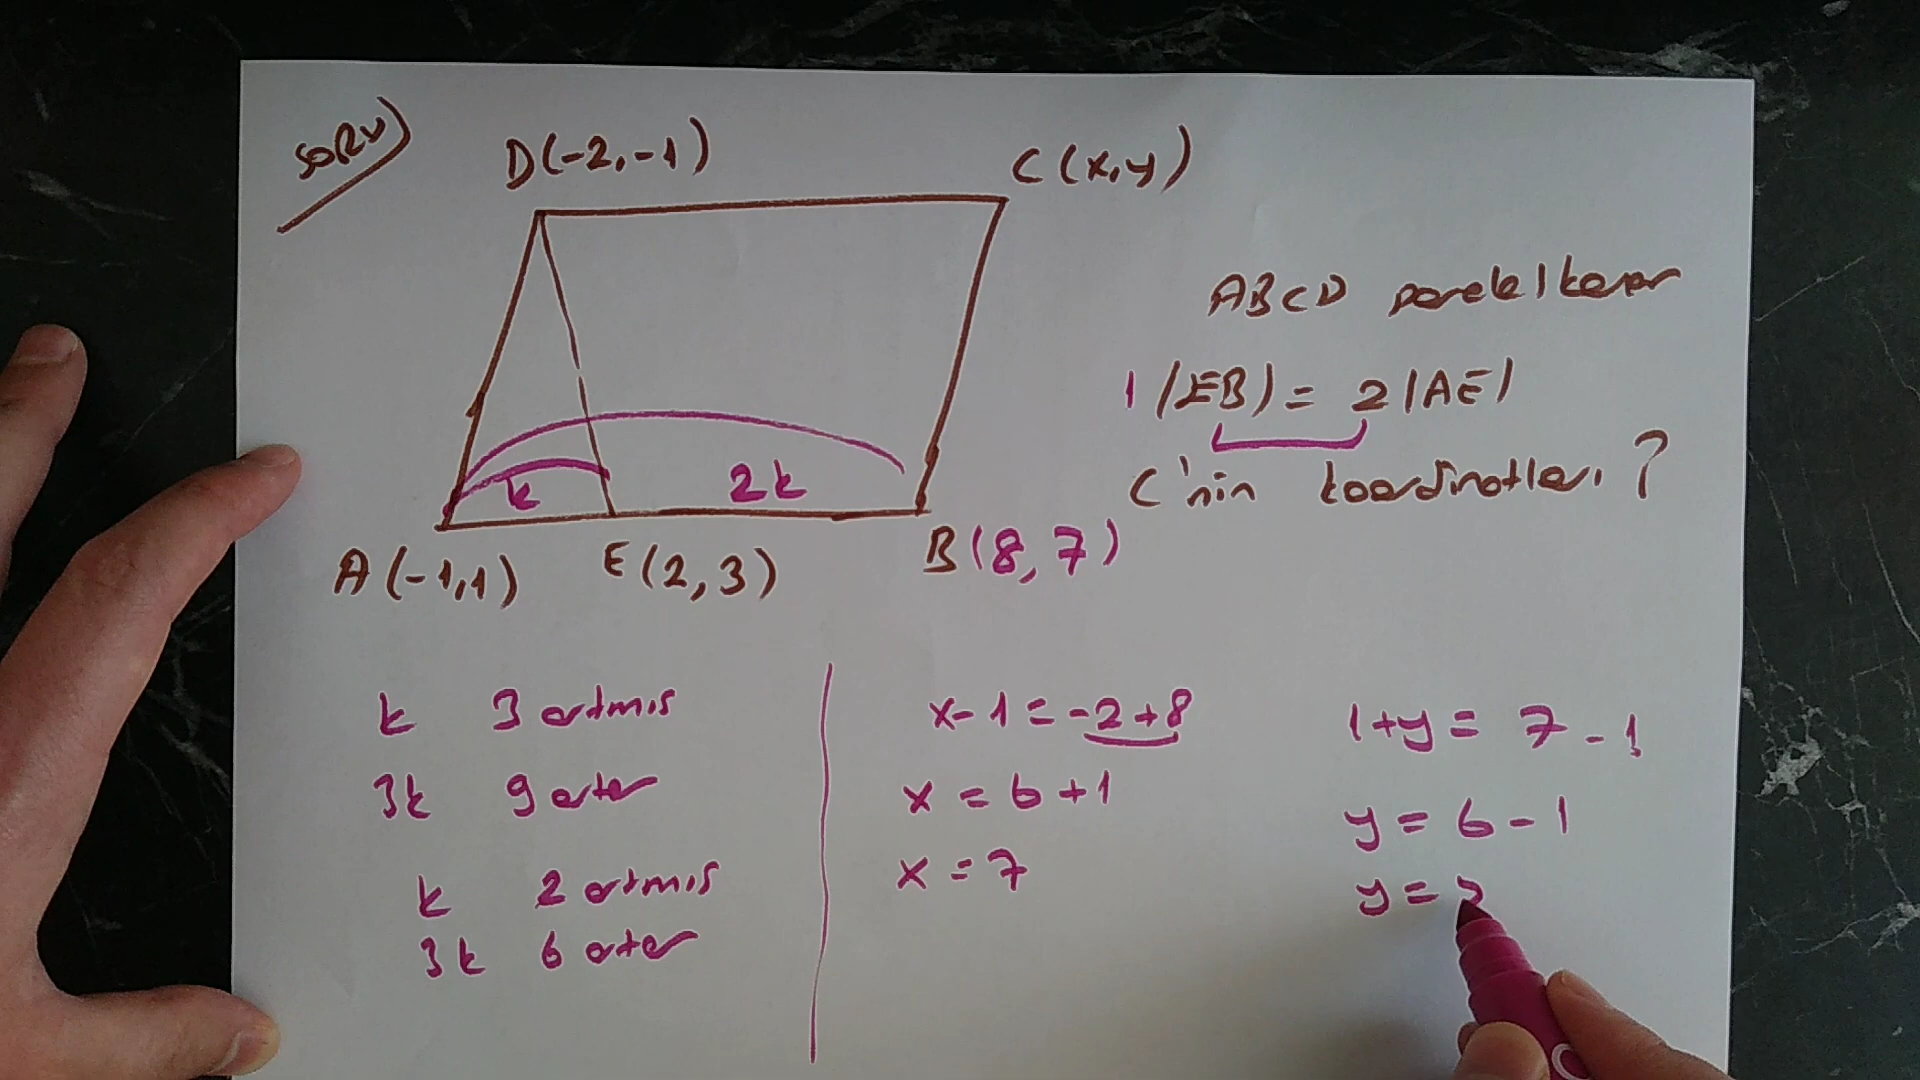 SORU
D(-2,-1)
C(x,y)
ABCD paralelkenar
1 |EB| = 2|AE|
C'nin koordinatları?
k
2k
A(-1,1)
E(2,3)
B(8,7)
k 3 artmış
3k 9 artar
k 2 artmış
3k 6 artar
x-1=-2+8
x = 6+1
x = 7
1+y = 7-1
y = 6-1
y =